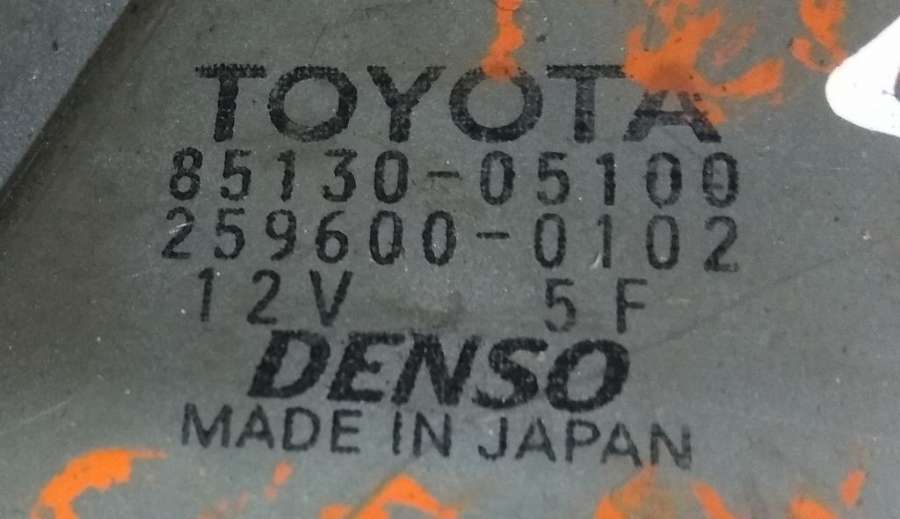 TOYOTA
85130-05100
259600-0102
12V 5F
DENSO
MADE IN JAPAN